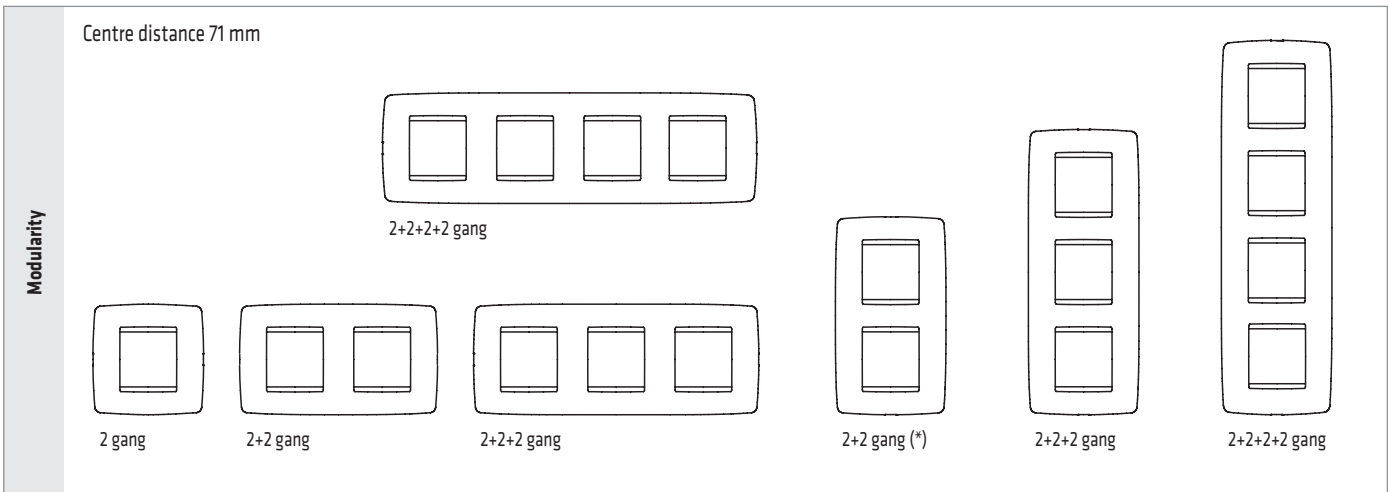 Modularity
Centre distance 71 mm
2+2+2+2 gang
2 gang
2+2 gang
2+2+2 gang
2+2 gang (*)
2+2+2 gang
2+2+2+2 gang